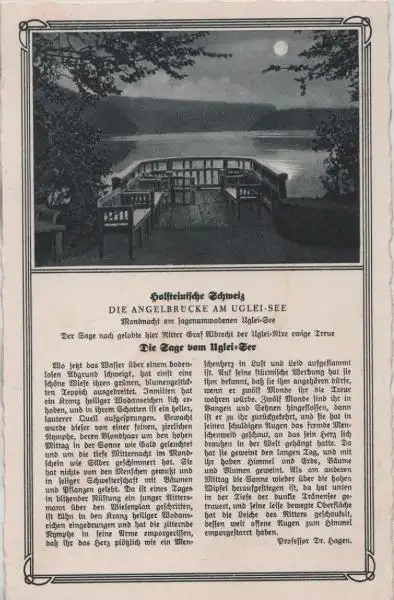 Holsteinische Schweiz
DIE ANGELBRÜCKE AM UGLEI-SEE
Mondnacht am sagenumwobenen Uglei-See
Der Sage nach gelobte hier Ritter Graf Albrecht der Uglei-Nixe ewige Treue
Die Sage vom Uglei-See
Wo jetzt das Wasser über einem boden-
losen Abgrund schweigt, hat einst eine
schöne Wiese ihren grünen, blumengestick-
ten Teppich ausgebreitet. Inmitten hat
ein Kranz heiliger Wodanseichen sich er-
hoben, und in ihrem Schatten ist ein heller,
lauterer Quell aufgesprungen. Bewacht
wurde dieser von einer feinen, zierlichen
Nymphe, deren Blondhaar um den hohen
Mittag in der Sonne wie Gold geleuchtet
und um die tiefe Mitternacht im Mond-
schein wie Silber geschimmert hat. Sie
hat nichts von den Menschen gewußt und
in seliger Schwesterschaft mit Bäumen
und Pflanzen gelebt. Da ist eines Tages
in blitzender Rüstung ein junger Ritters-
mann über den Wiesenplan geschritten,
ist kühn in den Kranz heiliger Wodans-
eichen eingedrungen und hat die zitternde
Nymphe in seine Arme emporgerissen,
daß ihr das Herz plötzlich wie ein Men-
schenherz in Lust und Leid aufgeflammt
ist. Auf seine stürmische Werbung hat sie
ihm bekannt, daß sie ihm angehören dürfe,
wenn er zwölf Monde ihr die Treue
wahren würde. Zwölf Monde sind ihr in
Bangen und Sehnen hingeflossen, dann
ist er zu ihr zurückgekehrt, und sie hat in
seinen schuldigen Augen das fremde Men-
schenweib geschaut, an das sein Herz sich
draußen in der Welt gehängt hatte. Da
hat sie geweint den langen Tag, und mit
ihr haben Himmel und Erde, Bäume
und Blumen geweint. Als am anderen
Mittag die Sonne wieder über die hohen
Wipfel heraufgestiegen ist, da hat unten
in der Tiefe der dunkle Tränensee ge-
trauert, und seine leise bewegte Oberfläche
hat die Leiche des Ritters geschaukelt,
dessen weit offene Augen zum Himmel
emporgestarrt haben.
Professor Dr. Hagen.